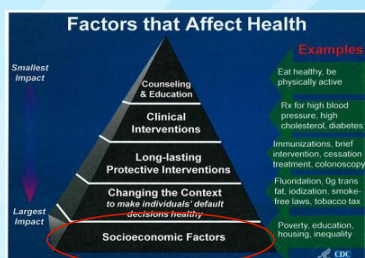 Factors that Affect Health
Examples
Smallest
Impact
Largest
Impact
Counseling
& Education
Clinical
Interventions
Long-lasting
Protective Interventions
Changing the Context
to make individuals' default
decisions healthy
Socioeconomic Factors
Eat healthy, be
physically active
Rx for high blood
pressure, high
cholesterol, diabetes
Immunizations, brief
intervention, cessation
treatment, colonoscopy
Fluoridation, 0g trans
fat, iodization, smoke-
free laws, tobacco tax
Poverty, education,
housing, inequality
CDC